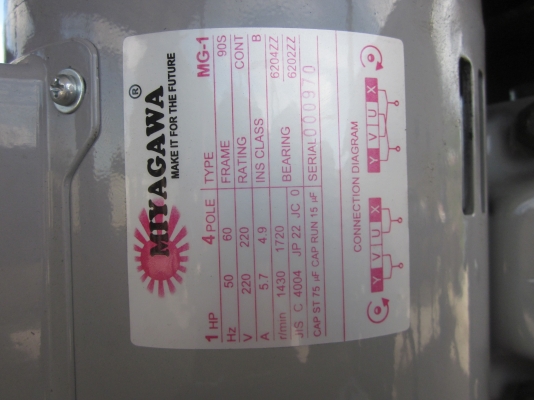 MIYAGAWA ®
MAKE IT FOR THE FUTURE
1 HP 4 POLE TYPE MG-1
Hz 50 60 FRAME 90S
V 220 220 RATING CONT
A 5.7 4.9 INS CLASS B
r/min 1430 1720 BEARING 6204ZZ
JIS C 4004 JP 22 JC 0 6202ZZ
CAP ST 75 µF CAP RUN 15 µF SERIAL 000970
CONNECTION DIAGRAM
Y V I U X Y V I U X